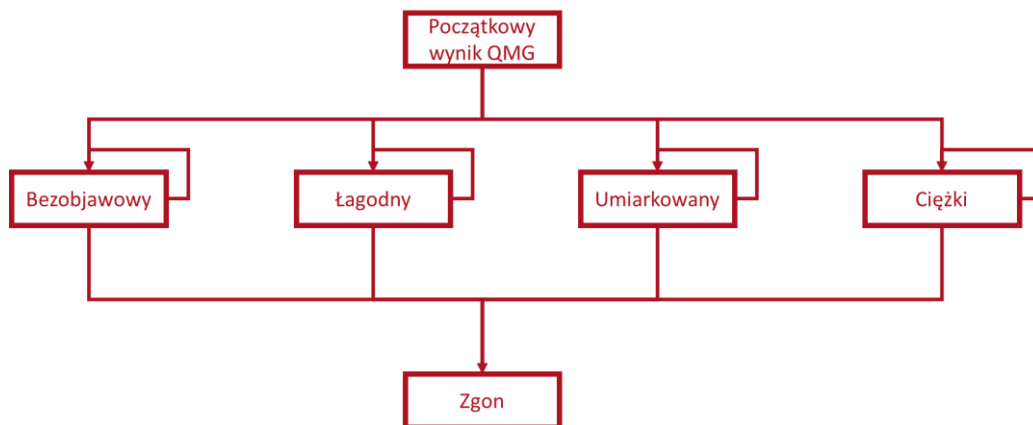 Początkowy
wynik QMG
Bezobjawowy
Łagodny
Umiarkowany
Ciężki
Zgon